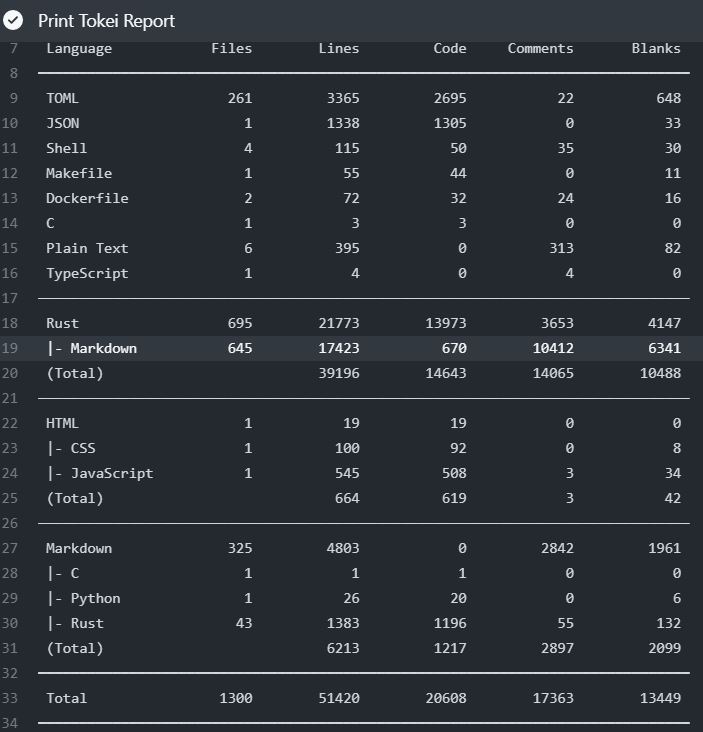 Print Tokei Report
7 Language Files Lines Code Comments Blanks
8
9 TOML 261 3365 2695 22 648
10 JSON 1 1338 1305 0 33
11 Shell 4 115 50 35 30
12 Makefile 1 55 44 0 11
13 Dockerfile 2 72 32 24 16
14 C 1 3 3 0 0
15 Plain Text 6 395 0 313 82
16 TypeScript 1 4 0 4 0
17
18 Rust 695 21773 13973 3653 4147
19 |- Markdown 645 17423 670 10412 6341
20 (Total) 39196 14643 14065 10488
21
22 HTML 1 19 19 0 0
23 |- CSS 1 100 92 0 8
24 |- JavaScript 1 545 508 3 34
25 (Total) 664 619 3 42
26
27 Markdown 325 4803 0 2842 1961
28 |- C 1 1 1 0 0
29 |- Python 1 26 20 0 6
30 |- Rust 43 1383 1196 55 132
31 (Total) 6213 1217 2897 2099
32
33 Total 1300 51420 20608 17363 13449
34